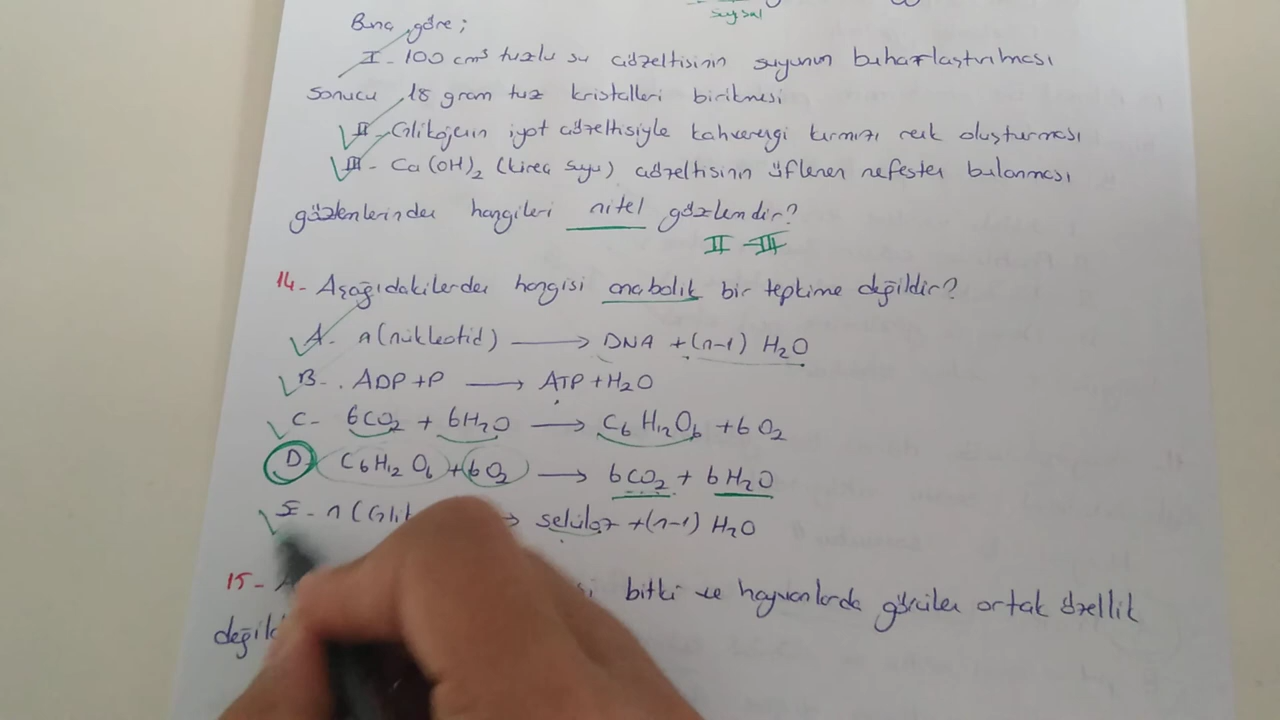 suysal
Buna göre;
I- 100 cm³ tuzlu su çözeltisinin suyunun buharlaştırılması
Sonucu 18 gram tuz kristalleri birikmesi
II- Glikojenin iyot çözeltisiyle kahverengi kırmızı renk oluşturması
III- Ca(OH)₂ (kireç suyu) çözeltisinin üflenen nefesten bulanması
gözlemlerinden hangileri nitel gözlemdir?
II - III
14- Aşağıdakilerden hangisi anabolik bir tepkime değildir?
A- n(nükleotid) → DNA + (n-1) H₂O
B- ADP + P → ATP + H₂O
C- 6CO₂ + 6H₂O → C₆H₁₂O₆ + 6O₂
D- C₆H₁₂O₆ + 6O₂ → 6CO₂ + 6H₂O
E- n(Gli → selüloz + (n-1) H₂O
15- A bitki ve hayvanlarda görülen ortak özellik
değild